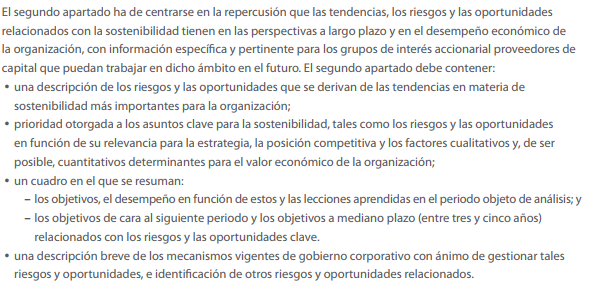 El segundo apartado ha de centrarse en la repercusión que las tendencias, los riesgos y las oportunidades
relacionados con la sostenibilidad tienen en las perspectivas a largo plazo y en el desempeño económico de
la organización, con información específica y pertinente para los grupos de interés accionarial proveedores de
capital que puedan trabajar en dicho ámbito en el futuro. El segundo apartado debe contener:
• una descripción de los riesgos y las oportunidades que se derivan de las tendencias en materia de
sostenibilidad más importantes para la organización;
• prioridad otorgada a los asuntos clave para la sostenibilidad, tales como los riesgos y las oportunidades
en función de su relevancia para la estrategia, la posición competitiva y los factores cualitativos y, de ser
posible, cuantitativos determinantes para el valor económico de la organización;
• un cuadro en el que se resuman:
– los objetivos, el desempeño en función de estos y las lecciones aprendidas en el periodo objeto de análisis; y
– los objetivos de cara al siguiente periodo y los objetivos a mediano plazo (entre tres y cinco años)
relacionados con los riesgos y las oportunidades clave.
• una descripción breve de los mecanismos vigentes de gobierno corporativo con ánimo de gestionar tales
riesgos y oportunidades, e identificación de otros riesgos y oportunidades relacionados.